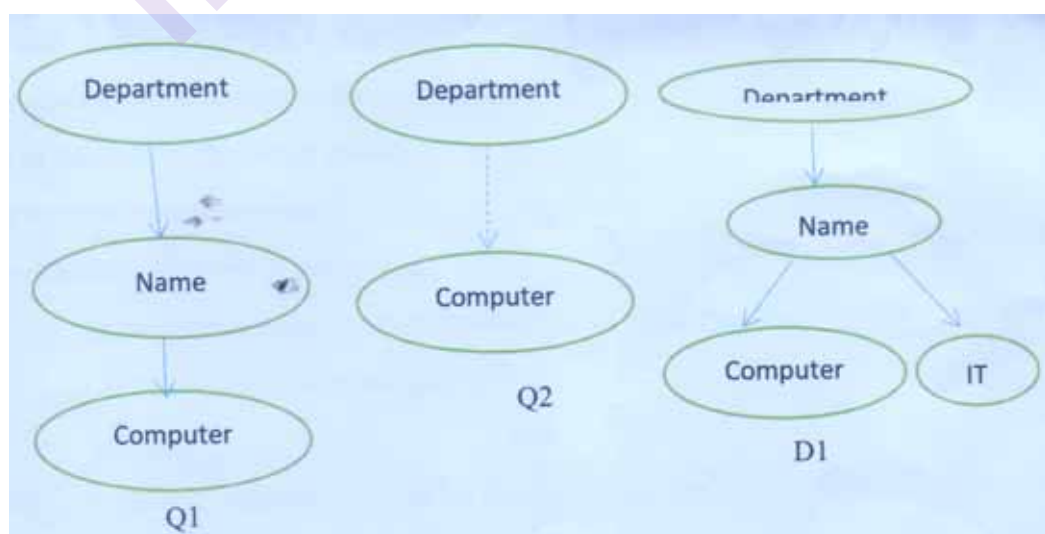 Department
Name
Computer
Q1
Department
Computer
Q2
Department
Name
Computer
IT
D1